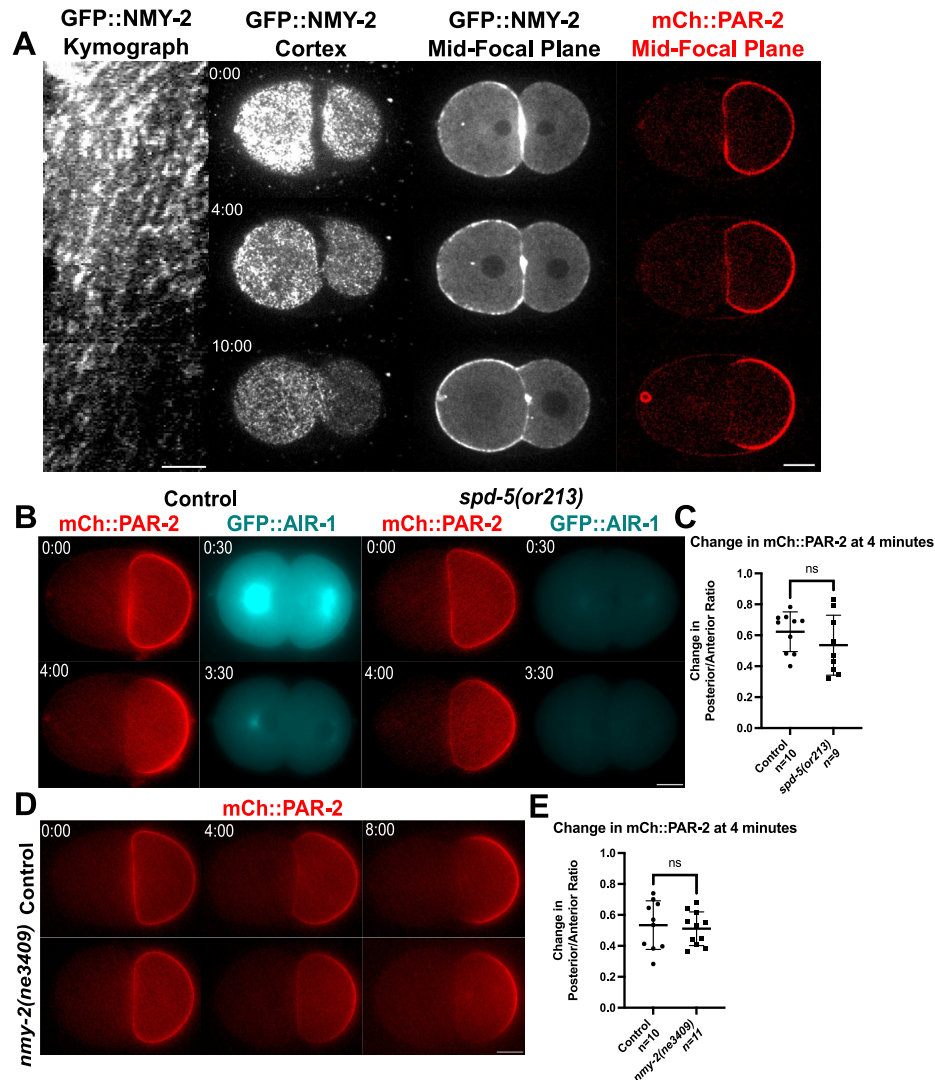 A
GFP::NMY-2
Kymograph
GFP::NMY-2
Cortex
GFP::NMY-2
Mid-Focal Plane
mCh::PAR-2
Mid-Focal Plane
0:00
4:00
10:00
B
Control
spd-5(or213)
mCh::PAR-2
GFP::AIR-1
mCh::PAR-2
GFP::AIR-1
0:00
0:30
0:00
0:30
4:00
3:30
4:00
3:30
C
Change in mCh::PAR-2 at 4 minutes
ns
Change in
Posterior/Anterior Ratio
1.0
0.8
0.6
0.4
0.2
0.0
Control
n=10
spd-5(or213)
n=9
D
mCh::PAR-2
Control
nmy-2(ne3409)
0:00
4:00
8:00
E
Change in mCh::PAR-2 at 4 minutes
ns
Change in
Posterior/Anterior Ratio
1.0
0.8
0.6
0.4
0.2
0.0
Control
n=10
nmy-2(ne3409)
n=11